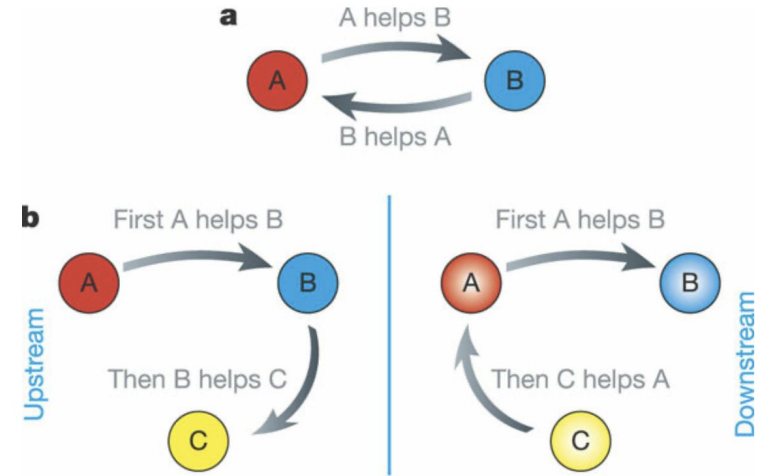 a
A helps B
A
B
B helps A
b
First A helps B
A
B
Upstream
Then B helps C
C
First A helps B
A
B
Downstream
Then C helps A
C